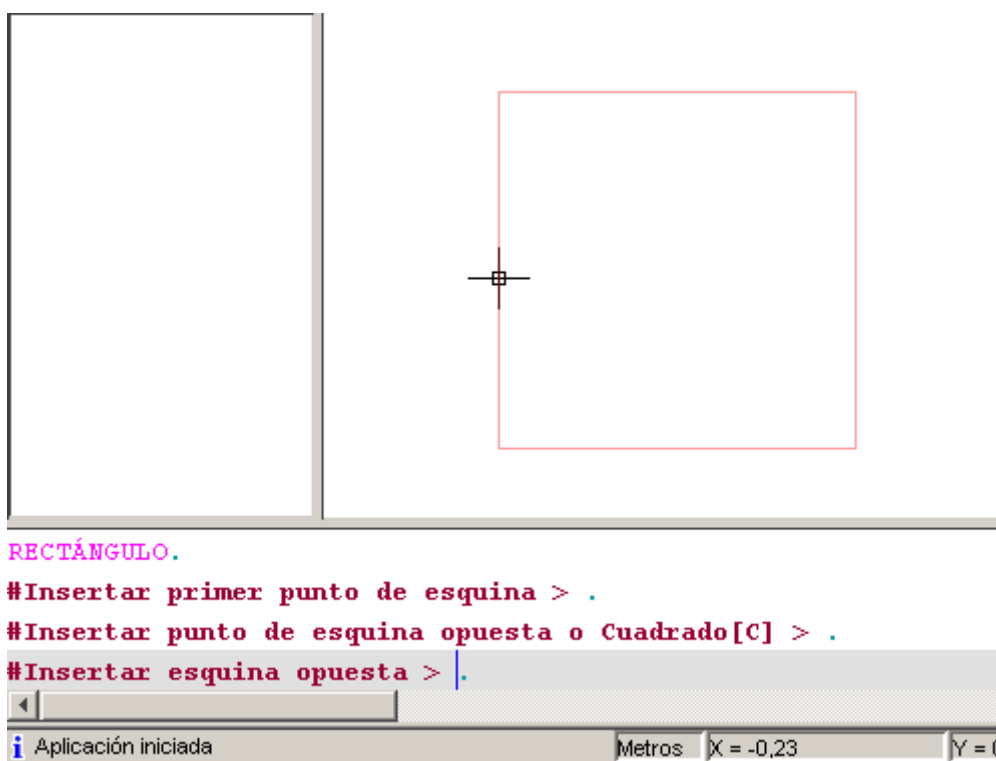 RECTÁNGULO.
#Insertar primer punto de esquina > .
#Insertar punto de esquina opuesta o Cuadrado[C] > .
#Insertar esquina opuesta > .
Aplicación iniciada Metros X = -0,23 Y =